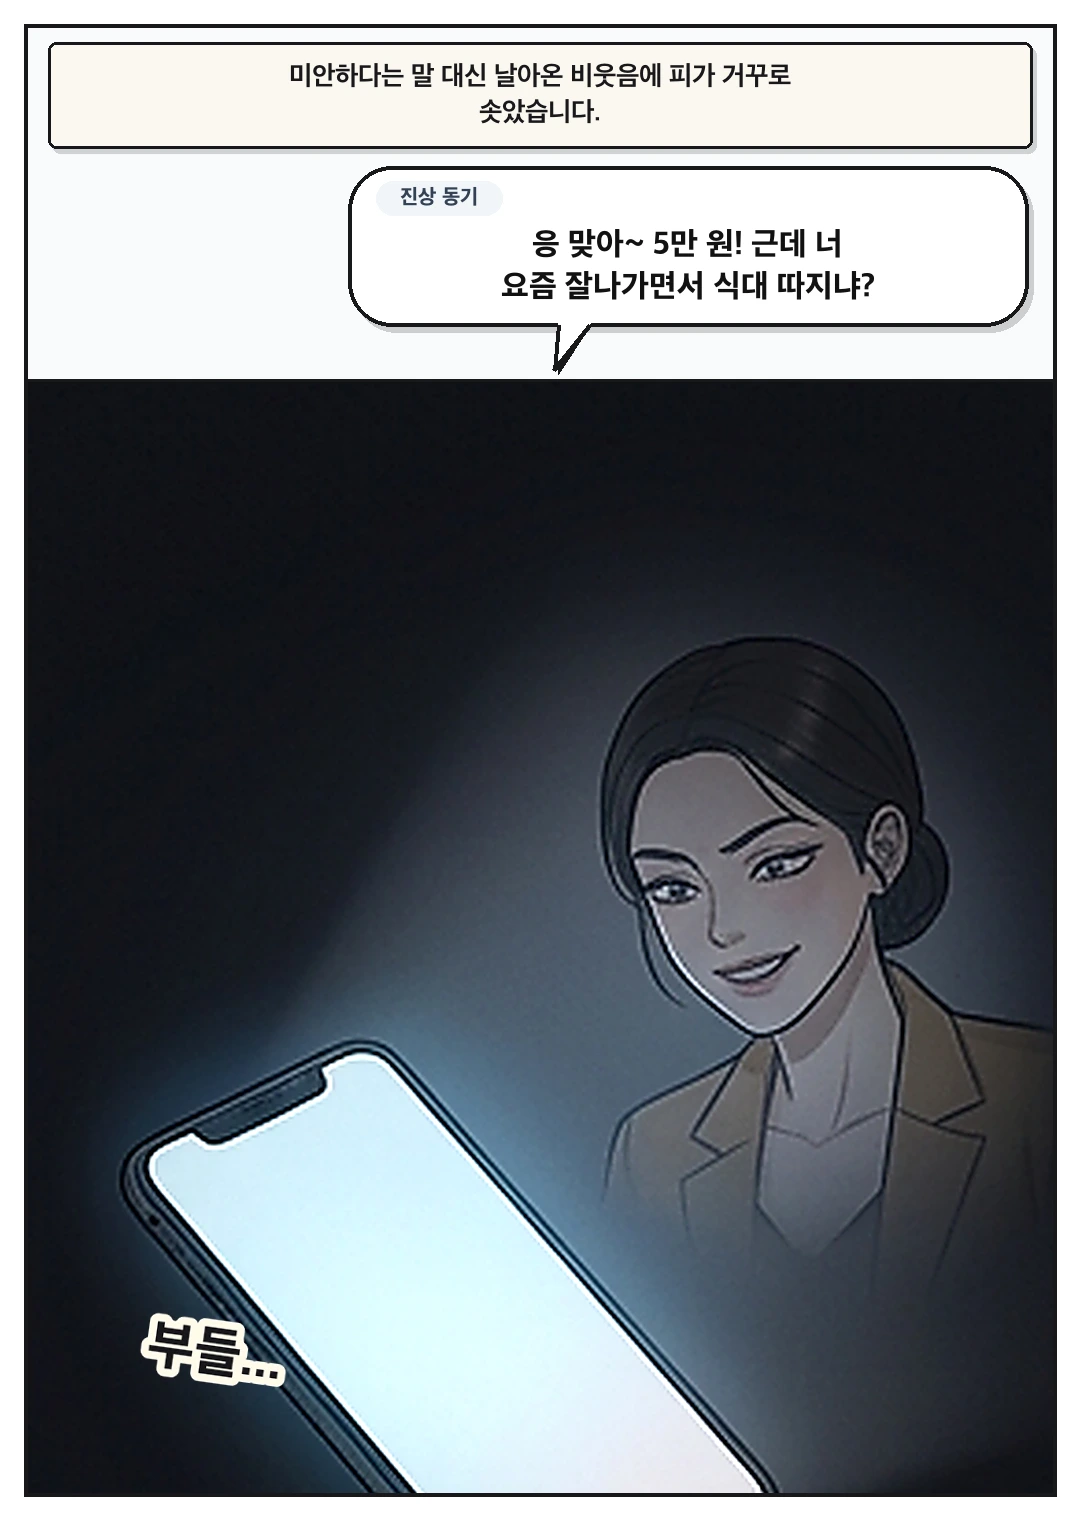 미안하다는 말 대신 날아온 비웃음에 피가 거꾸로
솟았습니다.
진상 동기
응 맞아~ 5만 원! 근데 너
요즘 잘나가면서 식대 따지냐?
부들...